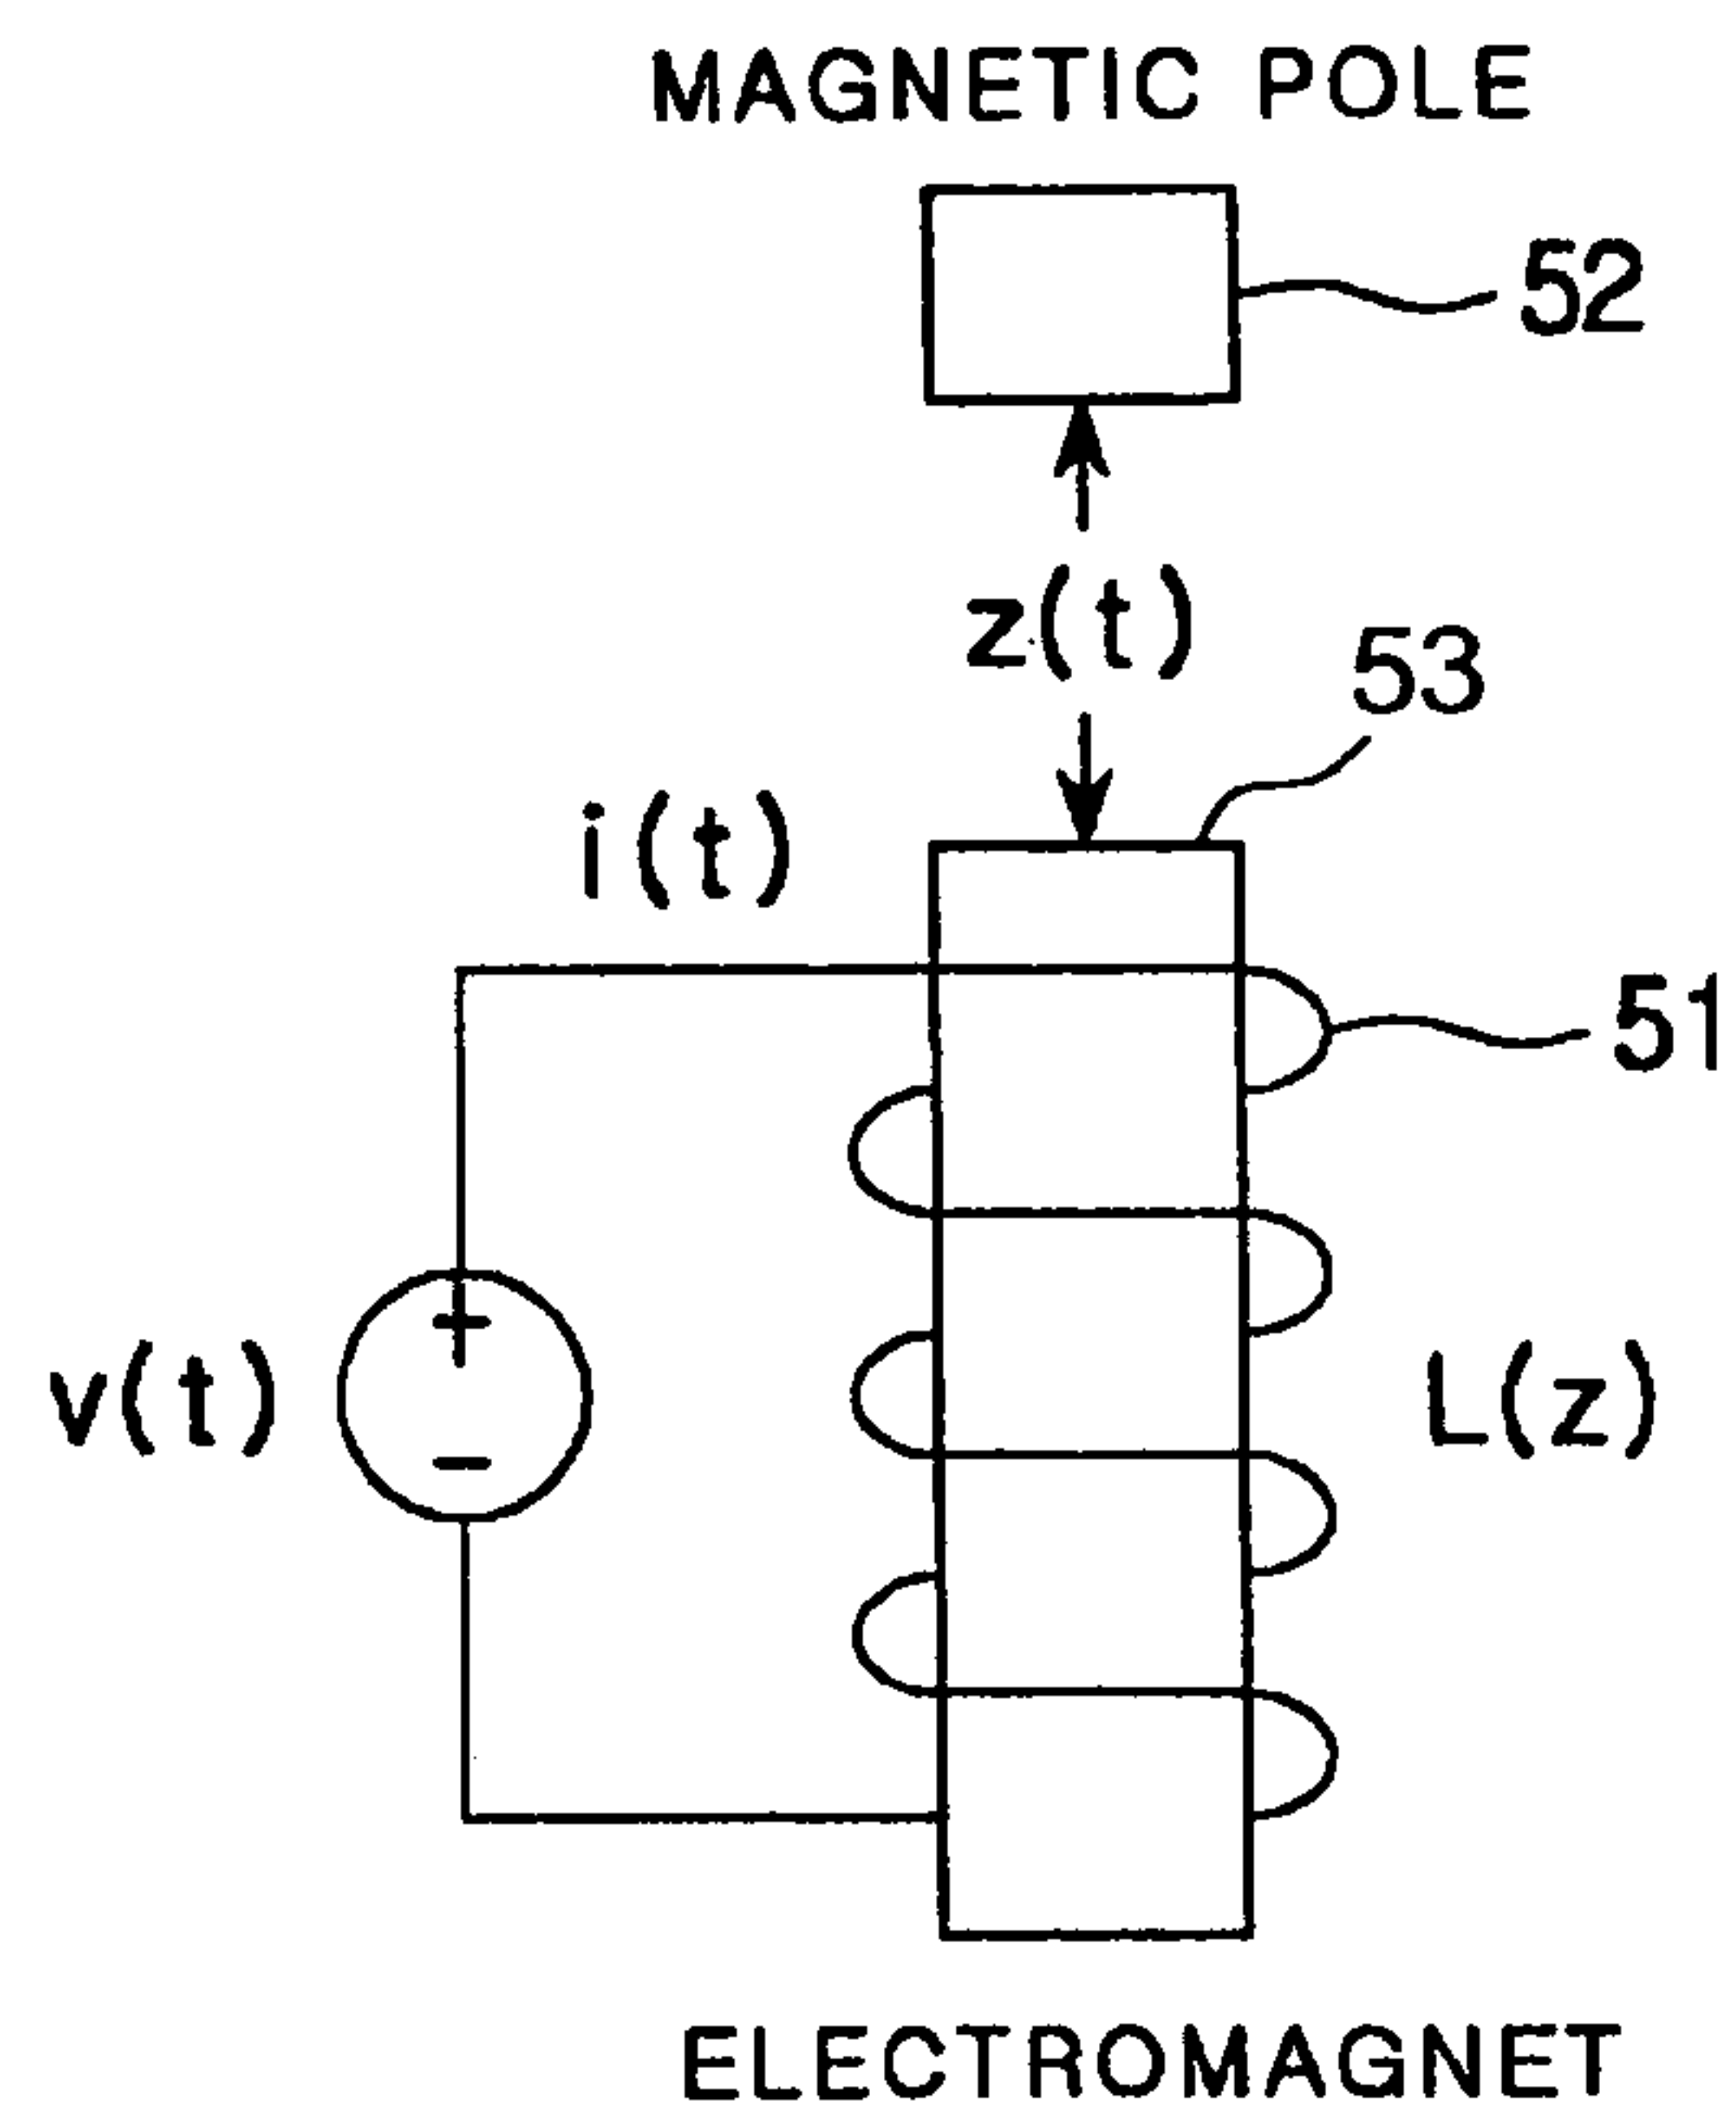 MAGNETIC POLE
52
z(t)
53
i(t)
51
+
v(t)
L(z)
−
ELECTROMAGNET